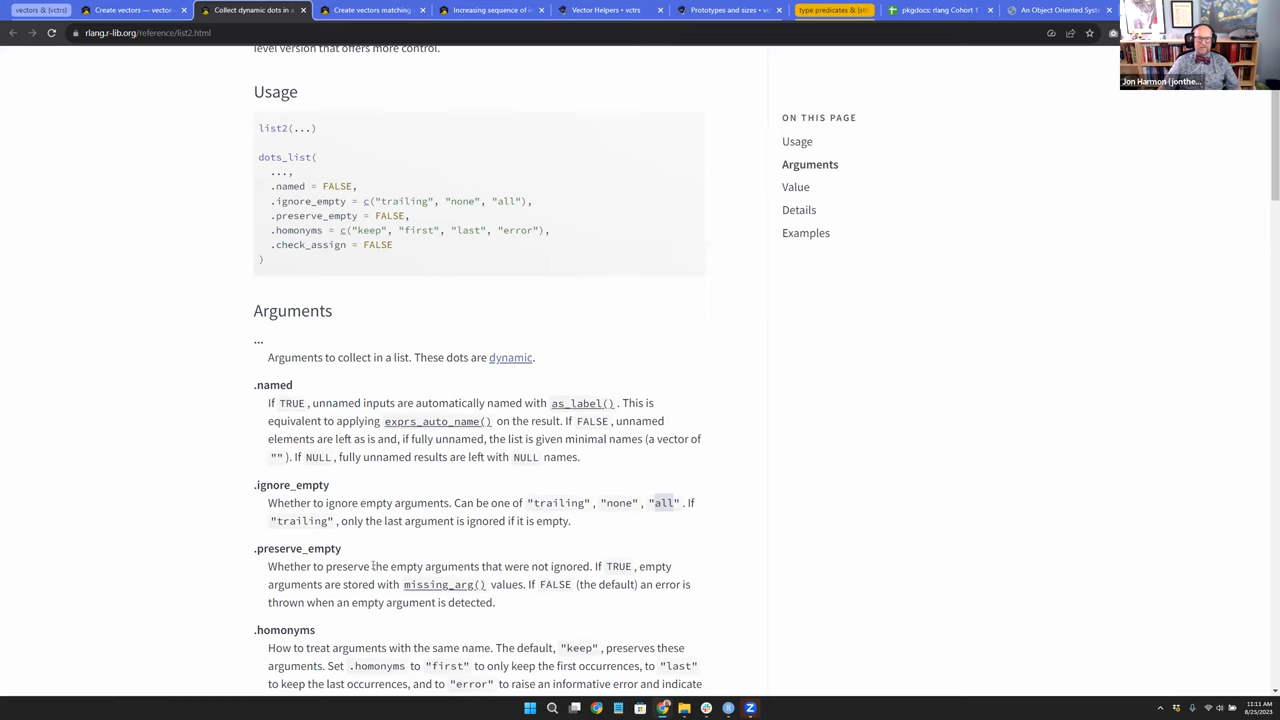 vectors & {vctrs}
Create vectors — vector
Collect dynamic dots in a
Create vectors matching
Increasing sequence of in
Vector Helpers • vctrs
Prototypes and sizes • vc
type predicates & {st
pkgdocs: rlang Cohort 1
An Object Oriented Syst
rlang.r-lib.org/reference/list2.html
level version that offers more control.
Usage
list2(...)
dots_list(
...,
.named = FALSE,
.ignore_empty = c("trailing", "none", "all"),
.preserve_empty = FALSE,
.homonyms = c("keep", "first", "last", "error"),
.check_assign = FALSE
)
Arguments
...
Arguments to collect in a list. These dots are dynamic.
.named
If TRUE, unnamed inputs are automatically named with as_label(). This is
equivalent to applying exprs_auto_name() on the result. If FALSE, unnamed
elements are left as is and, if fully unnamed, the list is given minimal names (a vector of
""). If NULL, fully unnamed results are left with NULL names.
.ignore_empty
Whether to ignore empty arguments. Can be one of "trailing", "none", "all". If
"trailing", only the last argument is ignored if it is empty.
.preserve_empty
Whether to preserve the empty arguments that were not ignored. If TRUE, empty
arguments are stored with missing_arg() values. If FALSE (the default) an error is
thrown when an empty argument is detected.
.homonyms
How to treat arguments with the same name. The default, "keep", preserves these
arguments. Set .homonyms to "first" to only keep the first occurrences, to "last"
to keep the last occurrences, and to "error" to raise an informative error and indicate
ON THIS PAGE
Usage
Arguments
Value
Details
Examples
Jon Harmon (jonthe...
11:11 AM
8/25/2023